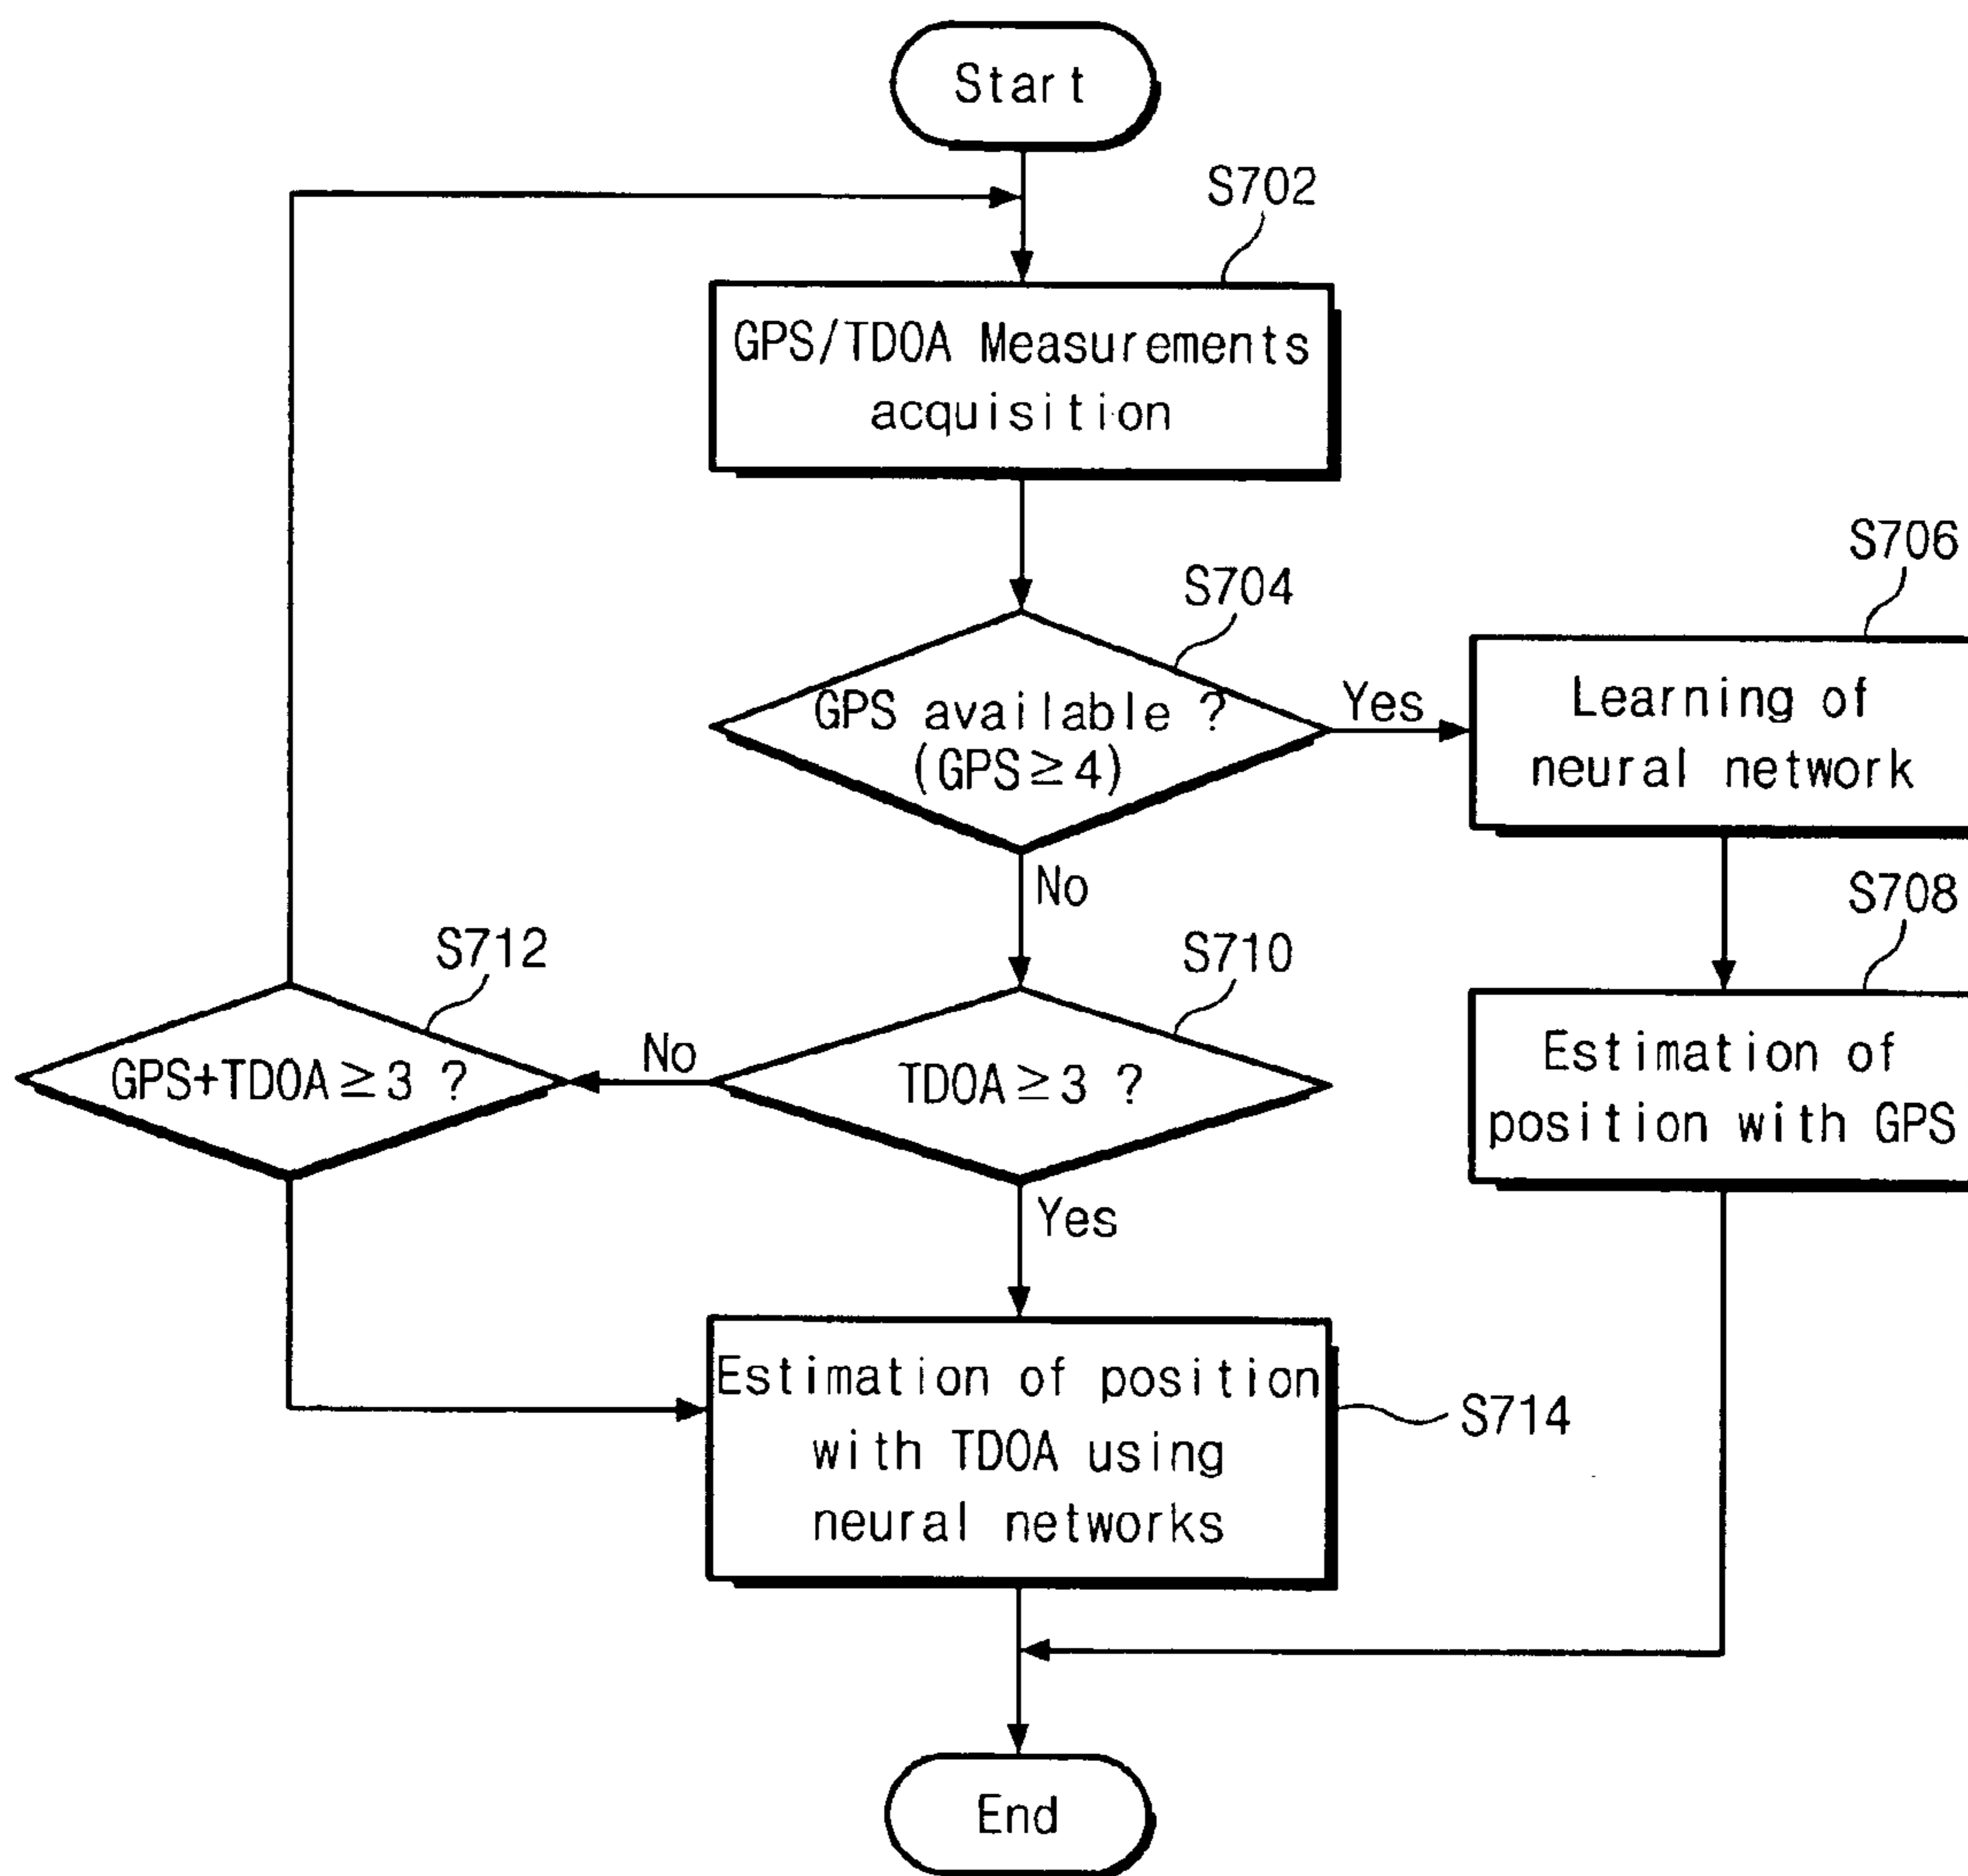 Start
S702
GPS/TDOA Measurements
acquisition
S704
S706
GPS available ?
(GPS≥4)
Yes
Learning of
neural network
No
S708
S712
S710
GPS+TDOA≥3 ?
No
TDOA≥3 ?
Estimation of
position with GPS
Yes
Estimation of position
with TDOA using
neural networks
S714
End